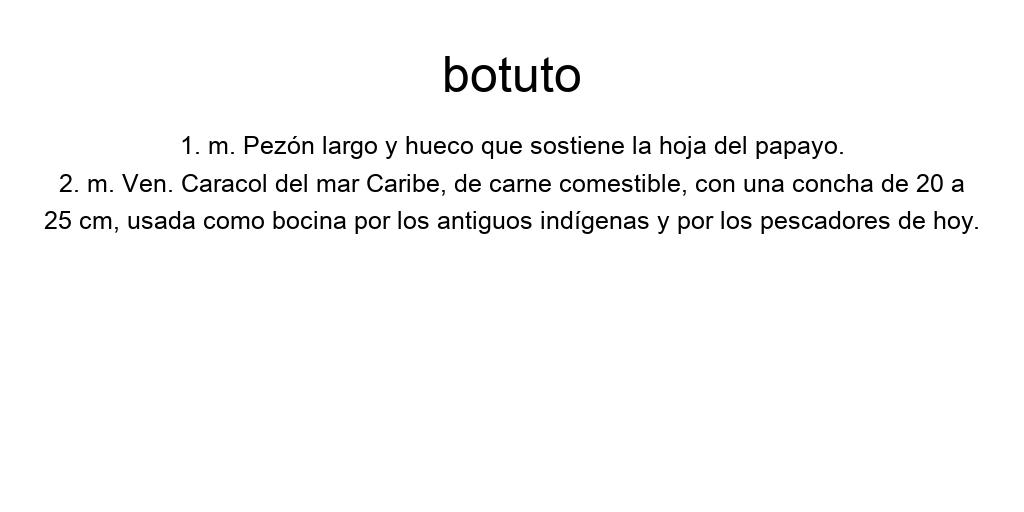 botuto
1. m. Pezón largo y hueco que sostiene la hoja del papayo.
2. m. Ven. Caracol del mar Caribe, de carne comestible, con una concha de 20 a
25 cm, usada como bocina por los antiguos indígenas y por los pescadores de hoy.